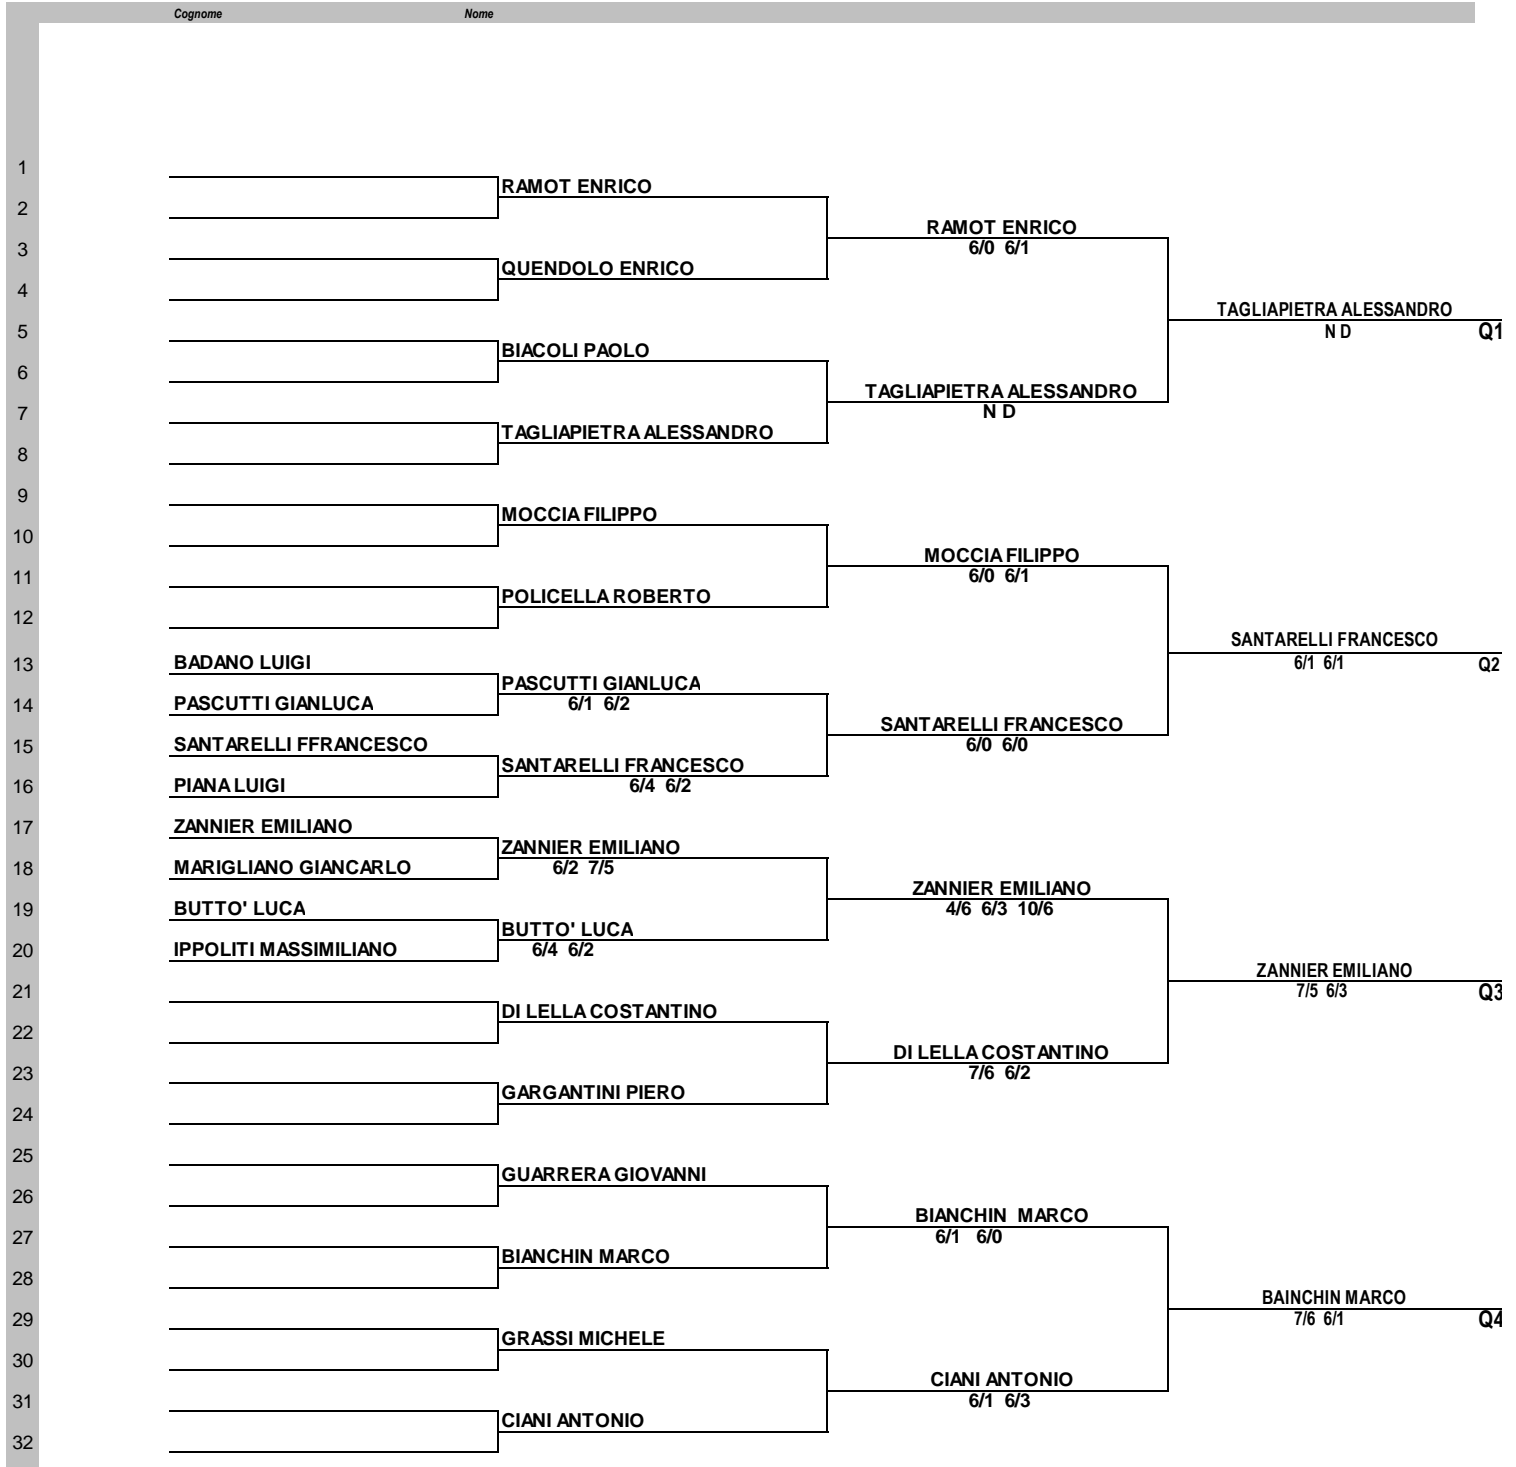 Cognome Nome
1
RAMOT ENRICO
2
RAMOT ENRICO
3
6/0 6/1
QUENDOLO ENRICO
4
TAGLIAPIETRA ALESSANDRO
5
N D Q1
BIACOLI PAOLO
6
TAGLIAPIETRA ALESSANDRO
7
N D
TAGLIAPIETRA ALESSANDRO
8
9
MOCCIA FILIPPO
10
MOCCIA FILIPPO
11
6/0 6/1
POLICELLA ROBERTO
12
SANTARELLI FRANCESCO
13 BADANO LUIGI
6/1 6/1 Q2
PASCUTTI GIANLUCA
14 PASCUTTI GIANLUCA
6/1 6/2
SANTARELLI FRANCESCO
15 SANTARELLI FFRANCESCO
6/0 6/0
SANTARELLI FRANCESCO
16 PIANA LUIGI
6/4 6/2
17 ZANNIER EMILIANO
ZANNIER EMILIANO
18 MARIGLIANO GIANCARLO
6/2 7/5
ZANNIER EMILIANO
19 BUTTO' LUCA
4/6 6/3 10/6
BUTTO' LUCA
20 IPPOLITI MASSIMILIANO
6/4 6/2
ZANNIER EMILIANO
21
7/5 6/3 Q3
DI LELLA COSTANTINO
22
DI LELLA COSTANTINO
23
7/6 6/2
GARGANTINI PIERO
24
25
GUARRERA GIOVANNI
26
BIANCHIN MARCO
27
6/1 6/0
BIANCHIN MARCO
28
BAINCHIN MARCO
29
7/6 6/1 Q4
GRASSI MICHELE
30
CIANI ANTONIO
31
6/1 6/3
CIANI ANTONIO
32